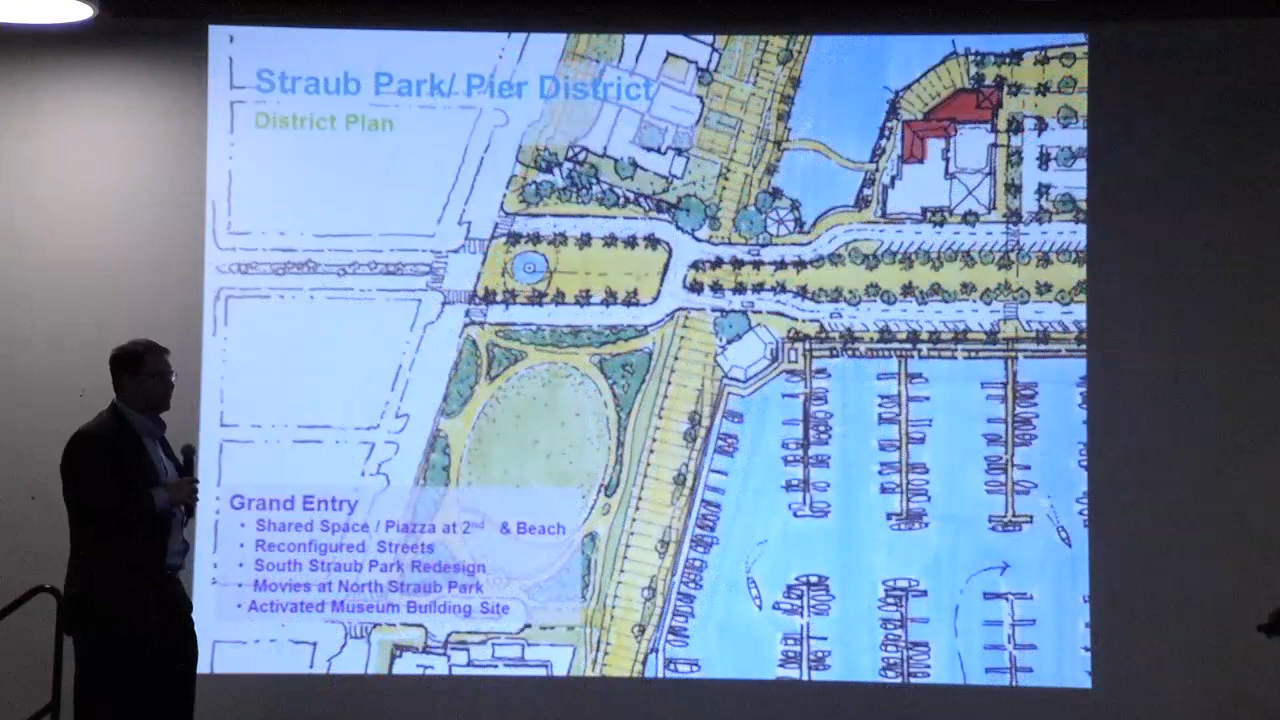 Straub Park/ Pier District
District Plan
Grand Entry
• Shared Space / Piazza at 2nd & Beach
• Reconfigured Streets
• South Straub Park Redesign
• Movies at North Straub Park
• Activated Museum Building Site